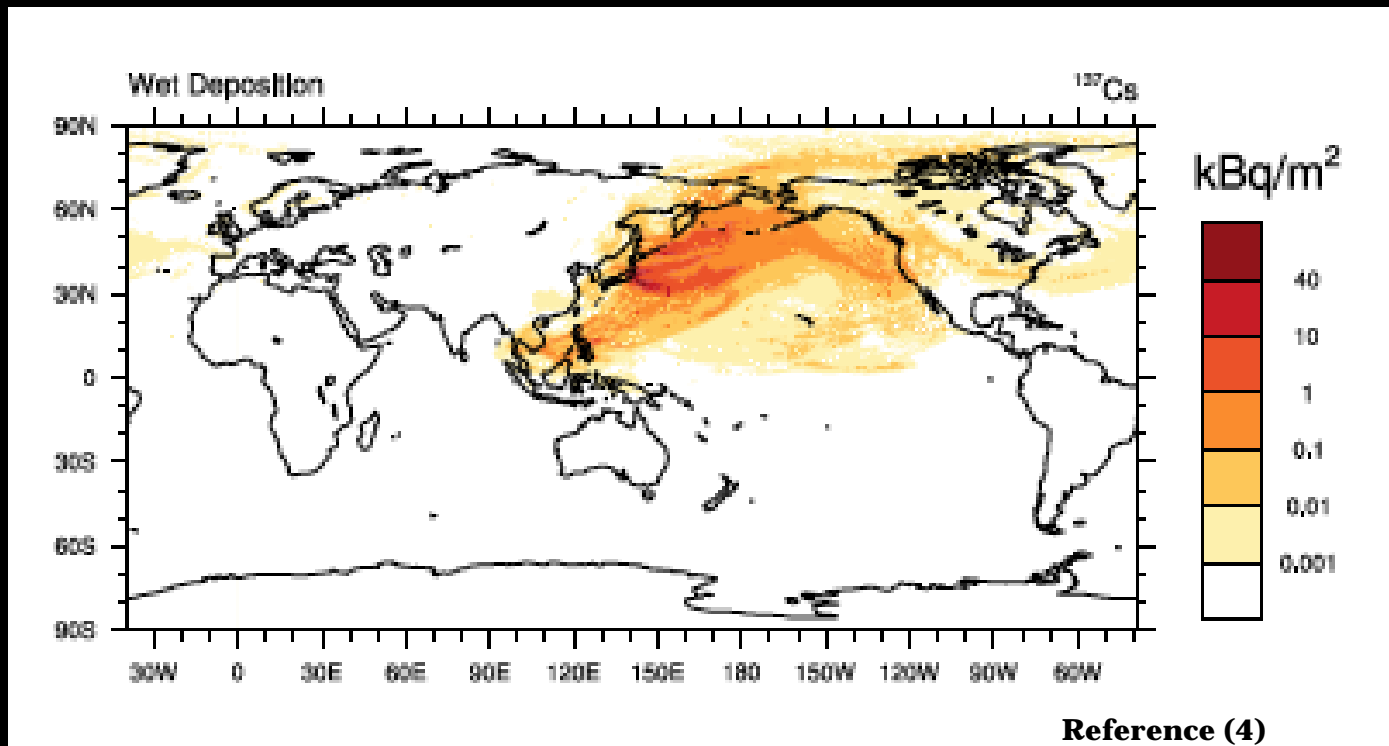 Wet Deposition
¹³⁷Cs
kBq/m²
90N
60N
30N
0
30S
60S
90S
40
10
1
0.1
0.01
0.001
30W 0 30E 60E 90E 120E 150E 180 150W 120W 90W 60W
Reference (4)